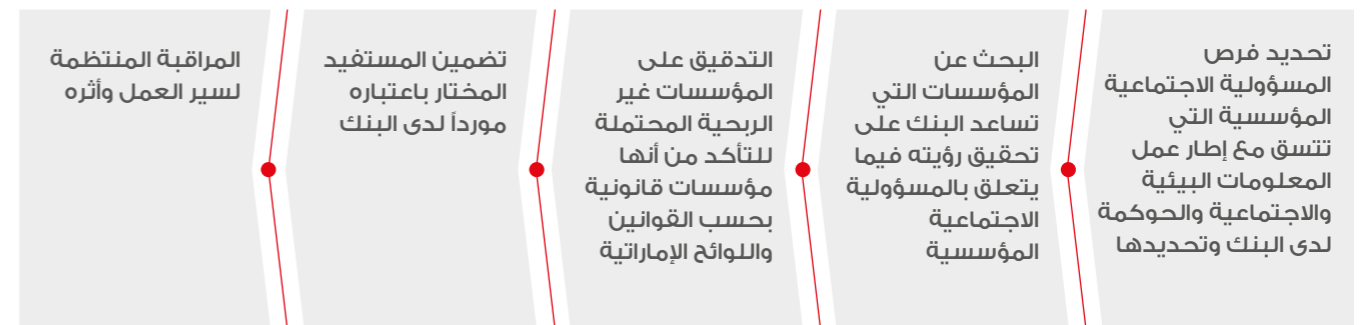 تحديد فرص
المسؤولية الاجتماعية
المؤسسية التي
تتسق مع إطار عمل
المعلومات البيئية
والاجتماعية والحوكمة
لدى البنك وتحديدها
البحث عن
المؤسسات التي
تساعد البنك على
تحقيق رؤيته فيما
يتعلق بالمسؤولية
الاجتماعية
المؤسسية
التدقيق على
المؤسسات غير
الربحية المحتملة
للتأكد من أنها
مؤسسات قانونية
بحسب القوانين
واللوائح الإماراتية
تضمين المستفيد
المختار باعتباره
مورداً لدى البنك
المراقبة المنتظمة
لسير العمل وأثره